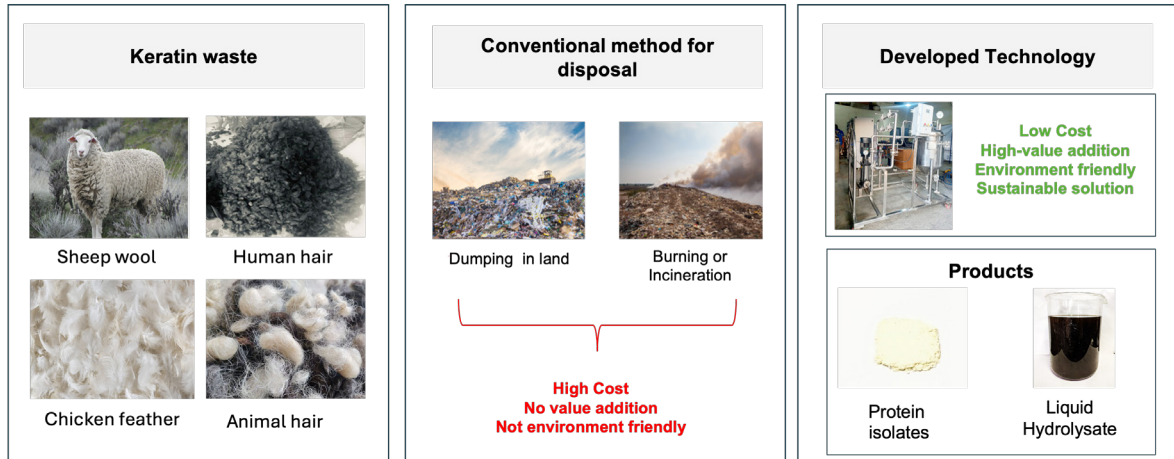 Keratin waste
Sheep wool
Human hair
Chicken feather
Animal hair
Conventional method for
disposal
Dumping in land
Burning or
Incineration
High Cost
No value addition
Not environment friendly
Developed Technology
Low Cost
High-value addition
Environment friendly
Sustainable solution
Products
Protein
isolates
Liquid
Hydrolysate